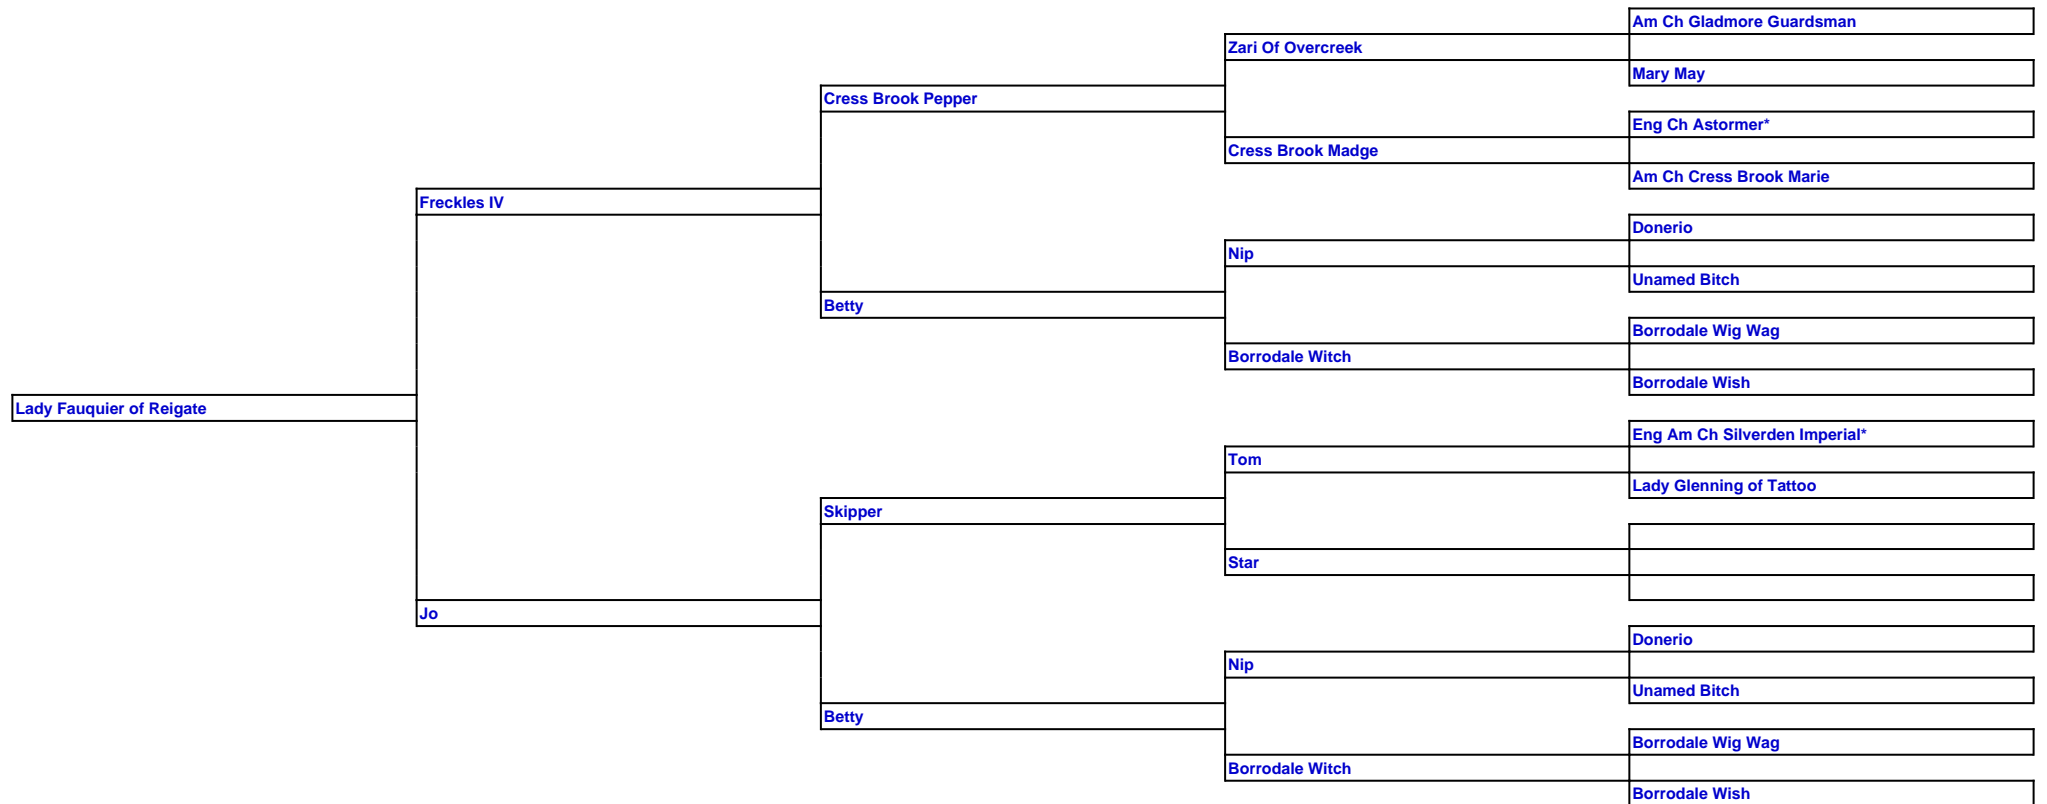 Am Ch Gladmore Guardsman
Zari Of Overcreek
Mary May
Cress Brook Pepper
Eng Ch Astormer*
Cress Brook Madge
Am Ch Cress Brook Marie
Freckles IV
Donerio
Nip
Unamed Bitch
Betty
Borrodale Wig Wag
Borrodale Witch
Borrodale Wish
Lady Fauquier of Reigate
Eng Am Ch Silverden Imperial*
Tom
Lady Glenning of Tattoo
Skipper
Star
Jo
Donerio
Nip
Unamed Bitch
Betty
Borrodale Wig Wag
Borrodale Witch
Borrodale Wish